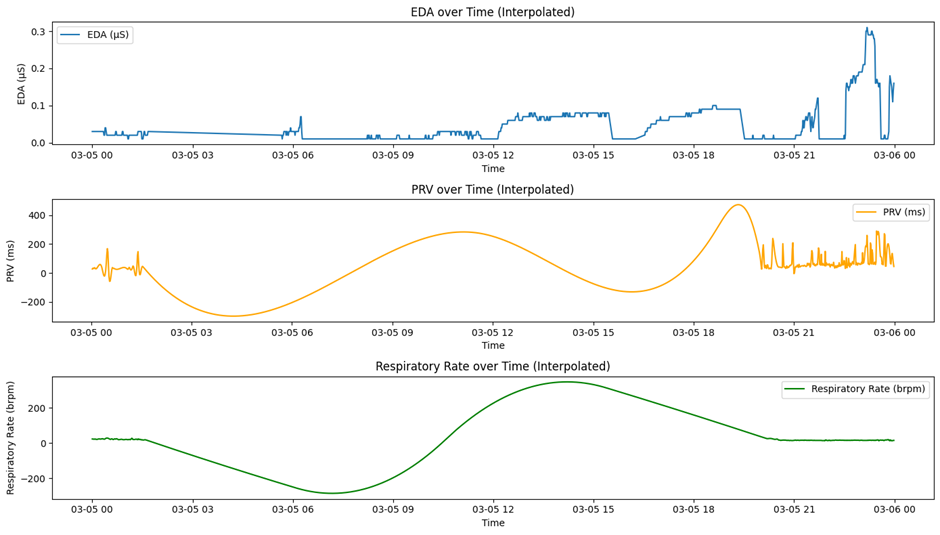 EDA over Time (Interpolated)
EDA (μS)
EDA (μS)
0.3
0.2
0.1
0.0
03-05 00 03-05 03 03-05 06 03-05 09 03-05 12 03-05 15 03-05 18 03-05 21 03-06 00
Time
PRV over Time (Interpolated)
PRV (ms)
PRV (ms)
400
200
0
−200
03-05 00 03-05 03 03-05 06 03-05 09 03-05 12 03-05 15 03-05 18 03-05 21 03-06 00
Time
Respiratory Rate over Time (Interpolated)
Respiratory Rate (brpm)
Respiratory Rate (brpm)
200
0
−200
03-05 00 03-05 03 03-05 06 03-05 09 03-05 12 03-05 15 03-05 18 03-05 21 03-06 00
Time